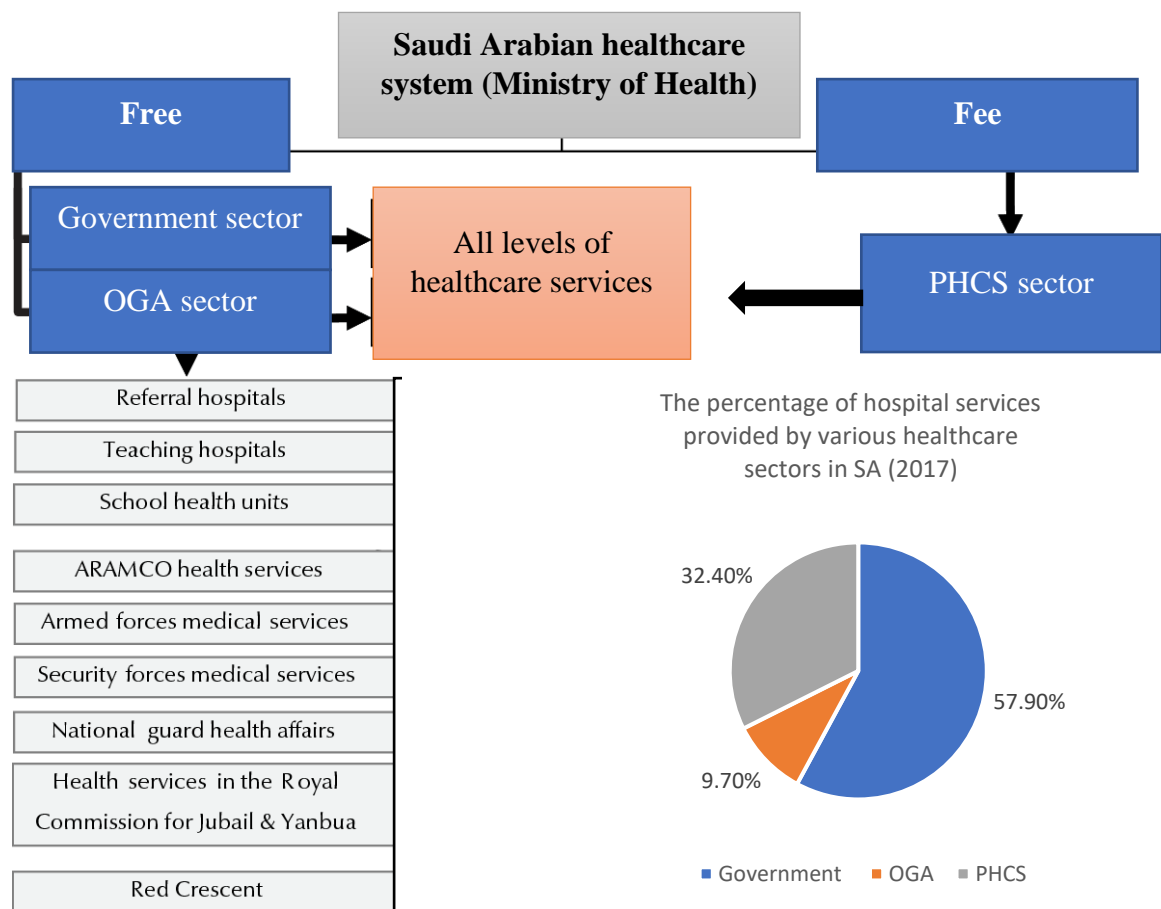 Saudi Arabian healthcare
system (Ministry of Health)
Free
Fee
Government sector
OGA sector
All levels of
healthcare services
PHCS sector
Referral hospitals
Teaching hospitals
School health units
ARAMCO health services
Armed forces medical services
Security forces medical services
National guard health affairs
Health services in the Royal
Commission for Jubail & Yanbua
Red Crescent
The percentage of hospital services
provided by various healthcare
sectors in SA (2017)
32.40%
57.90%
9.70%
Government OGA PHCS